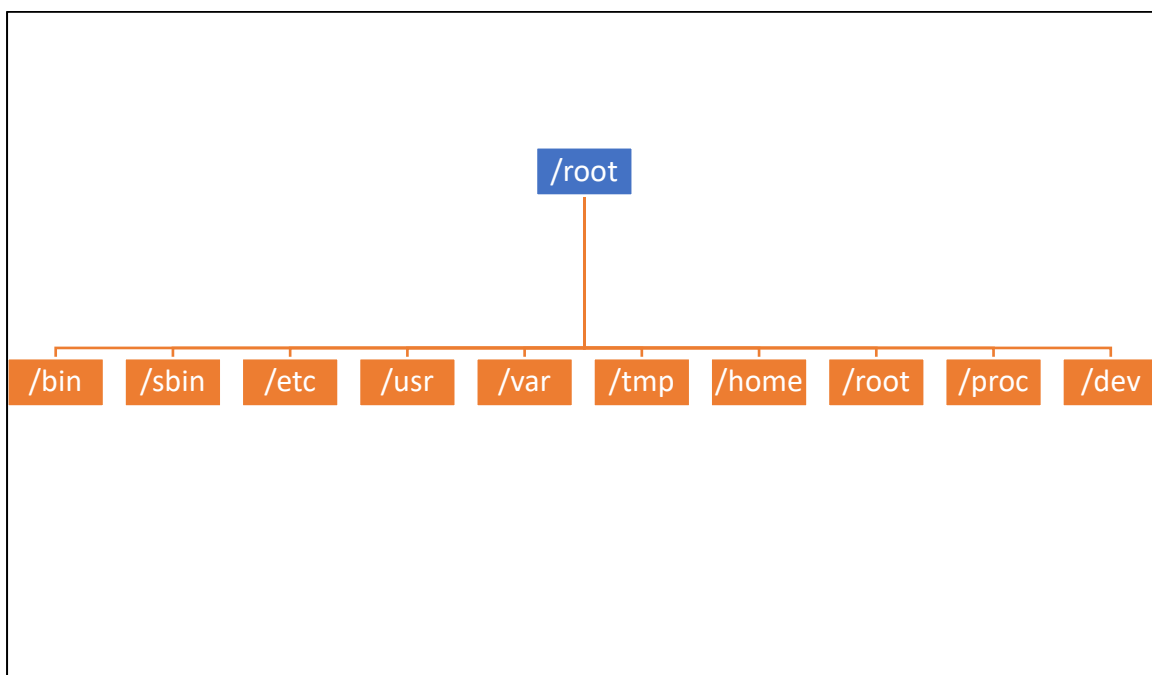 /root
/bin /sbin /etc /usr /var /tmp /home /root /proc /dev